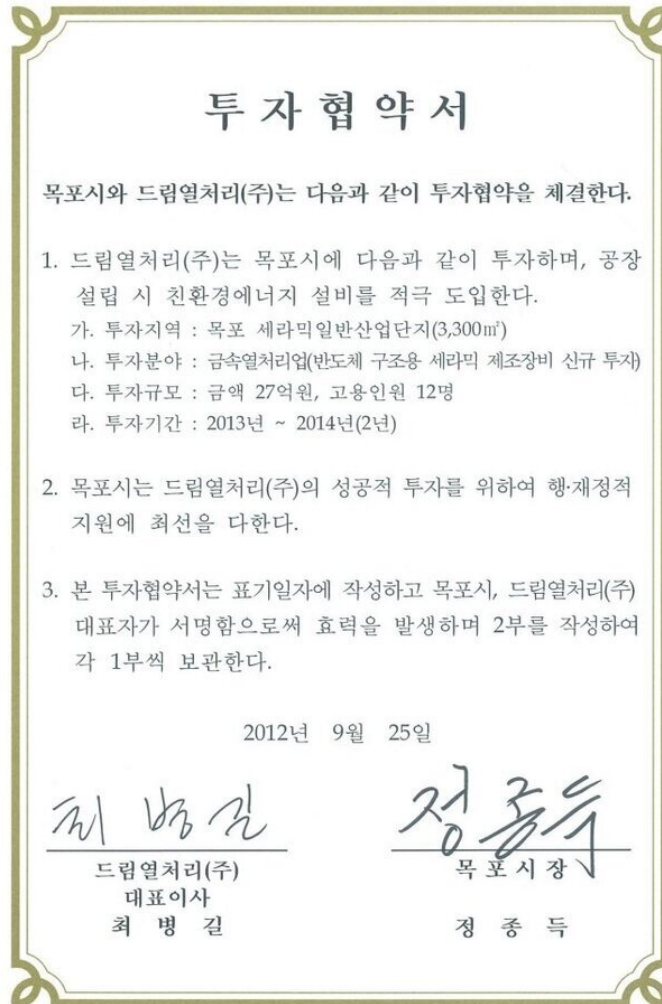 투자협약서
목포시와 드림열처리(주)는 다음과 같이 투자협약을 체결한다.
1. 드림열처리(주)는 목포시에 다음과 같이 투자하며, 공장
설립 시 친환경에너지 설비를 적극 도입한다.
가. 투자지역 : 목포 세라믹일반산업단지(3,300㎡)
나. 투자분야 : 금속열처리업(반도체 구조용 세라믹 제조장비 신규 투자)
다. 투자규모 : 금액 27억원, 고용인원 12명
라. 투자기간 : 2013년 ~ 2014년(2년)
2. 목포시는 드림열처리(주)의 성공적 투자를 위하여 행·재정적
지원에 최선을 다한다.
3. 본 투자협약서는 표기일자에 작성하고 목포시, 드림열처리(주)
대표자가 서명함으로써 효력을 발생하며 2부를 작성하여
각 1부씩 보관한다.
2012년 9월 25일
최병길
정종득
드림열처리(주)
대표이사
최 병 길
목포시장
정 종 득